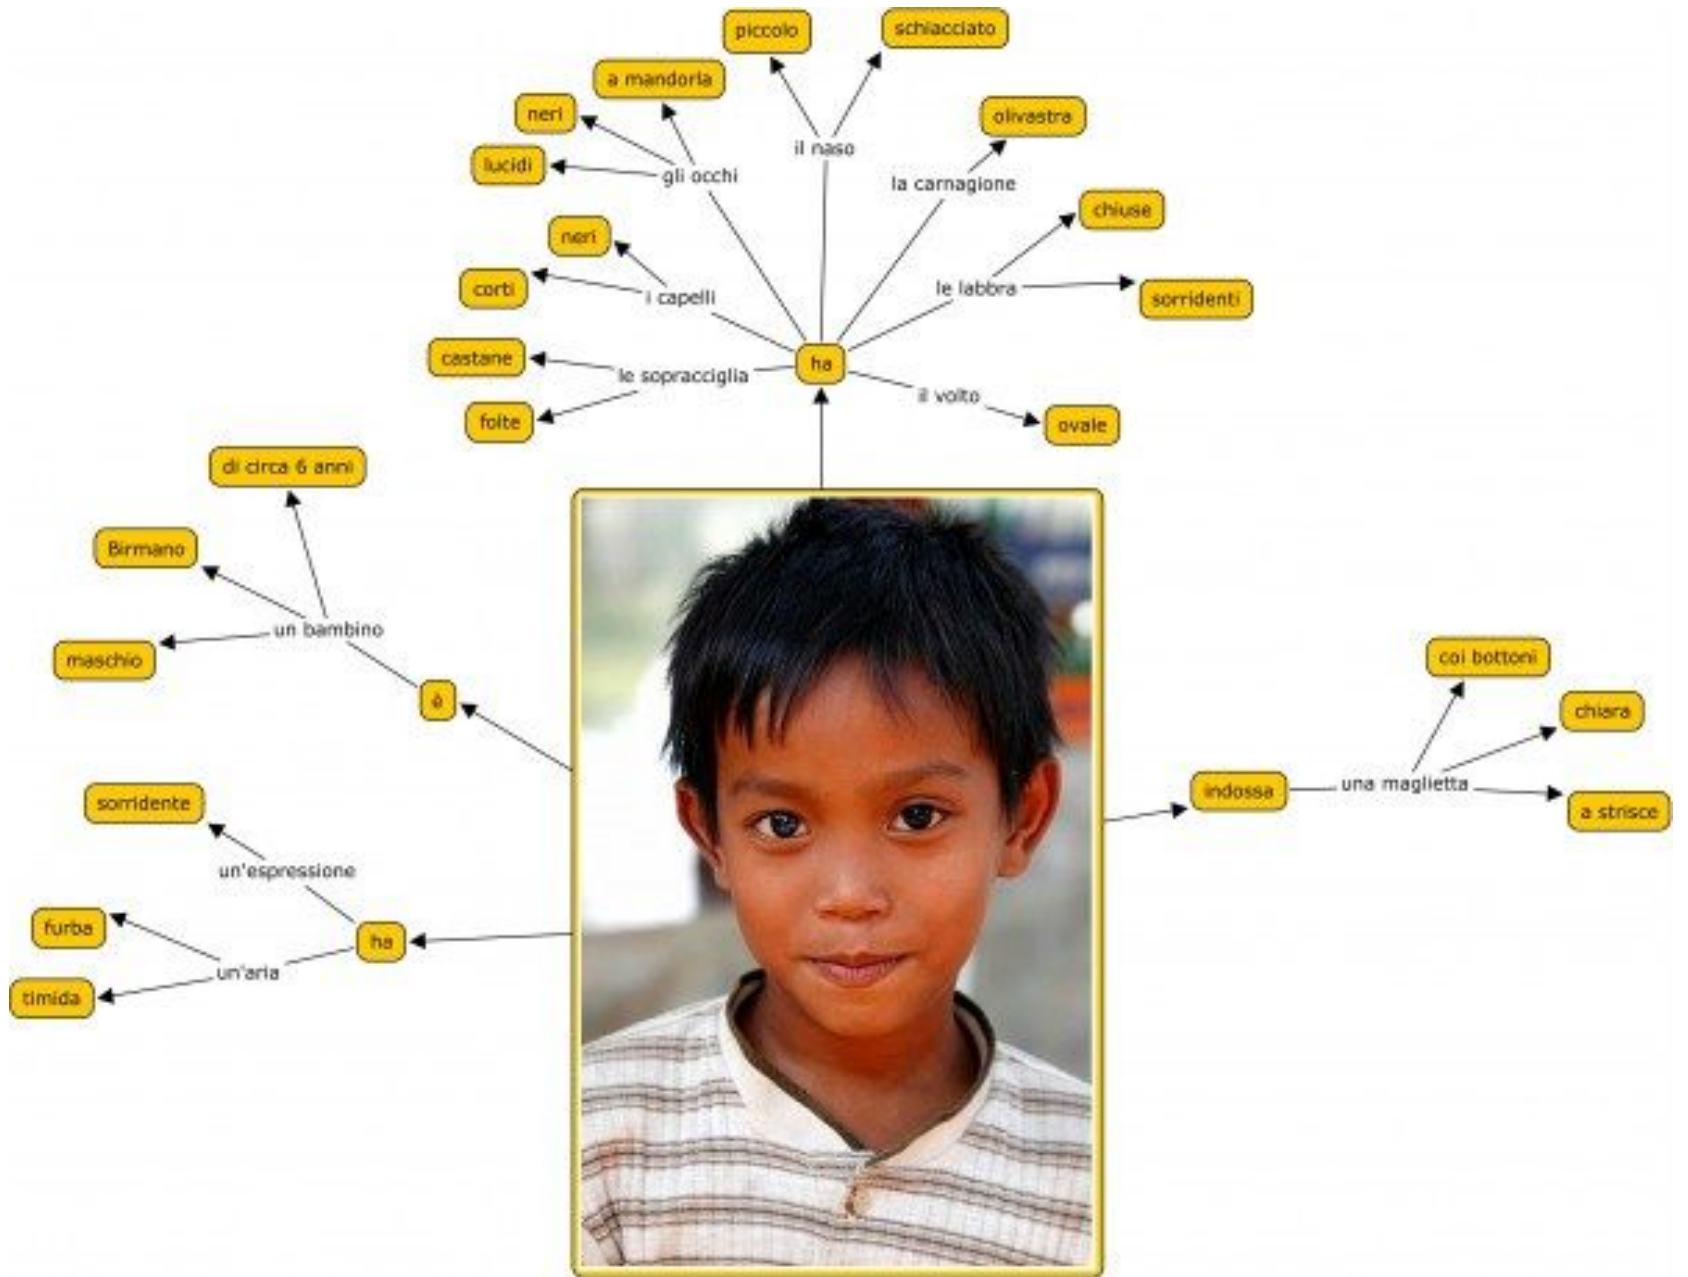 piccolo
schiacciato
a mandorla
neri
olivastra
il naso
lucidi
gli occhi
la carnagione
chiuse
neri
corti
i capelli
le labbra
sorridenti
castane
le sopracciglia
ha
il volto
folte
ovale
di circa 6 anni
Birmano
un bambino
maschio
è
coi bottoni
chiara
sorridente
indossa
una maglietta
a strisce
un'espressione
furba
ha
un'aria
timida